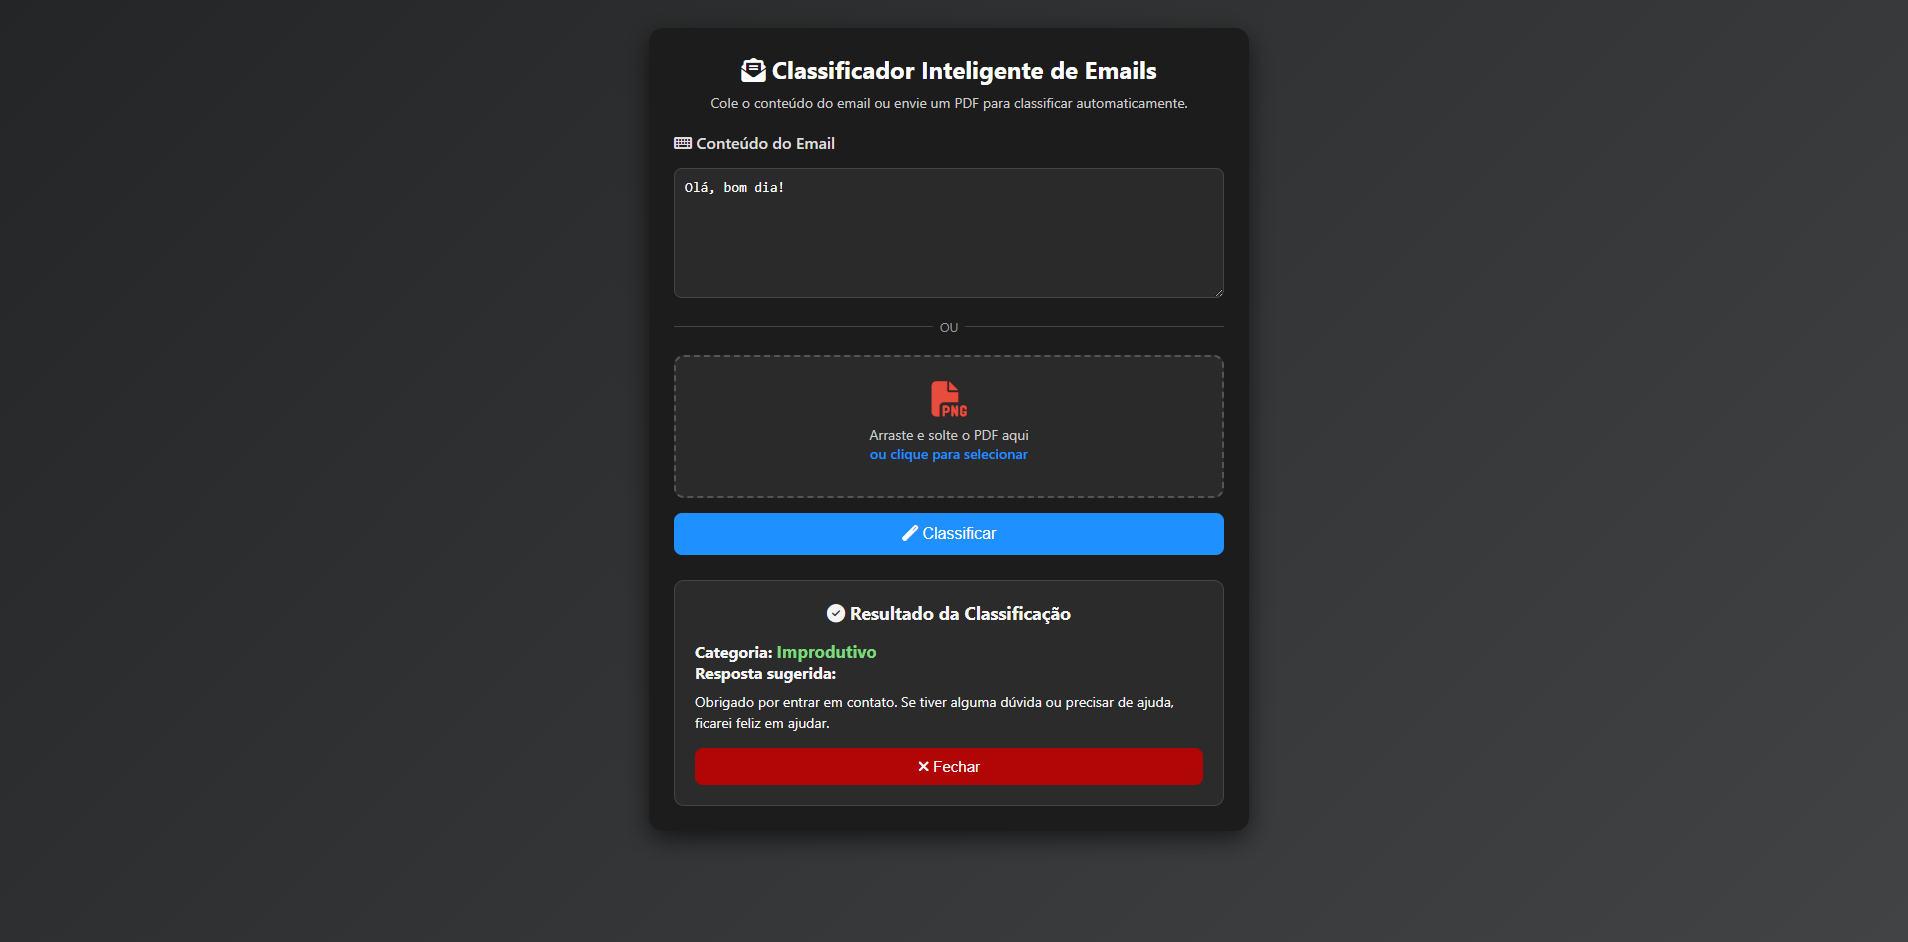 Classificador Inteligente de Emails
Cole o conteúdo do email ou envie um PDF para classificar automaticamente.
Conteúdo do Email
Olá, bom dia!
OU
PNG
Arraste e solte o PDF aqui
ou clique para selecionar
Classificar
Resultado da Classificação
Categoria: Improdutivo
Resposta sugerida:
Obrigado por entrar em contato. Se tiver alguma dúvida ou precisar de ajuda,
ficarei feliz em ajudar.
Fechar